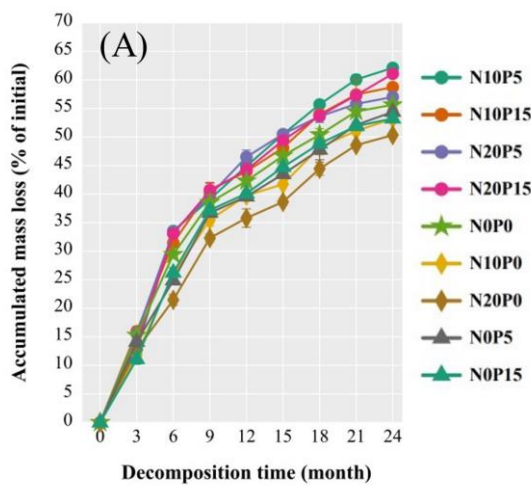 (A)
Accumulated mass loss (% of initial)
70
65
60
55
50
45
40
35
30
25
20
15
10
5
0
0 3 6 9 12 15 18 21 24
Decomposition time (month)
N10P5
N10P15
N20P5
N20P15
N0P0
N10P0
N20P0
N0P5
N0P15